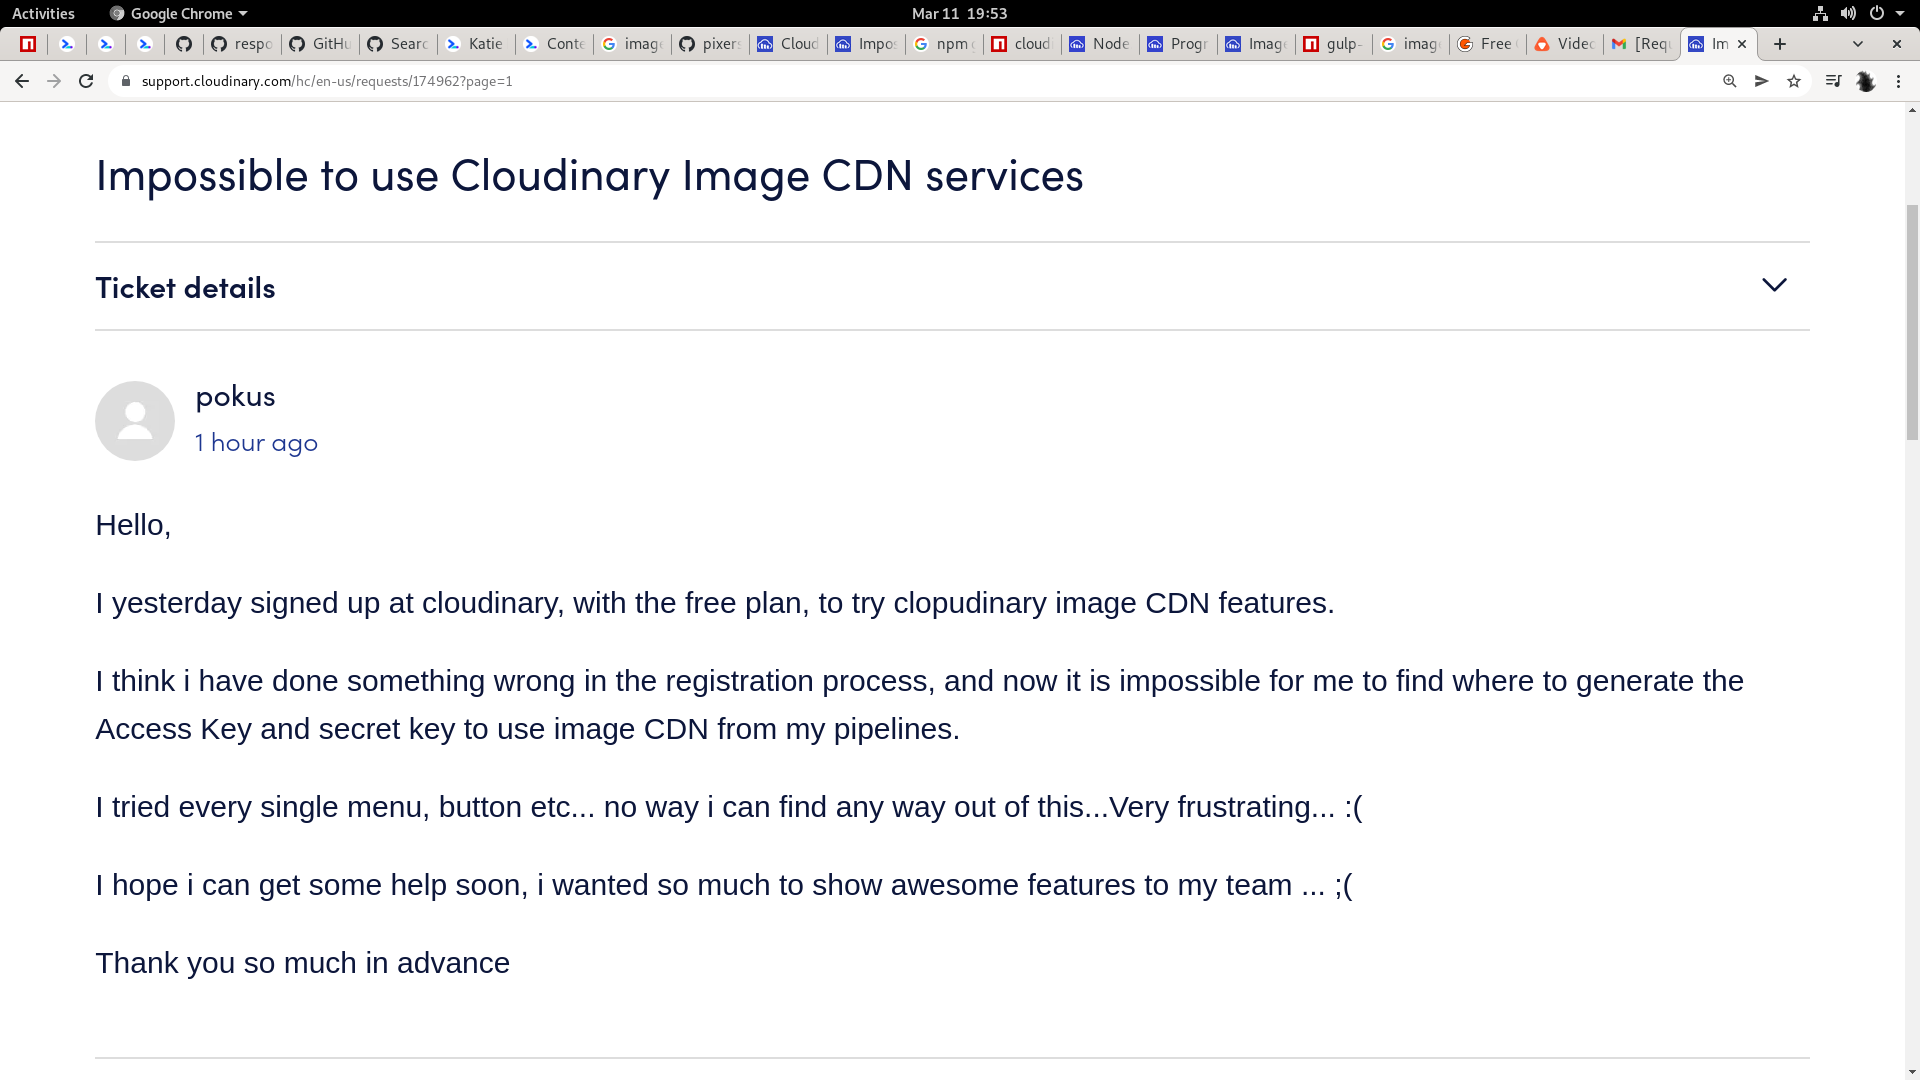 Activities Google Chrome Mar 11 19:53
respo GitHu Searc Katie Conte image pixers Cloud Impos npm c cloudi Node Progr Image gulp- image Free Videc [Requ Im
support.cloudinary.com/hc/en-us/requests/174962?page=1
Impossible to use Cloudinary Image CDN services
Ticket details
pokus
1 hour ago
Hello,
I yesterday signed up at cloudinary, with the free plan, to try clopudinary image CDN features.
I think i have done something wrong in the registration process, and now it is impossible for me to find where to generate the
Access Key and secret key to use image CDN from my pipelines.
I tried every single menu, button etc... no way i can find any way out of this...Very frustrating... :(
I hope i can get some help soon, i wanted so much to show awesome features to my team ... ;(
Thank you so much in advance